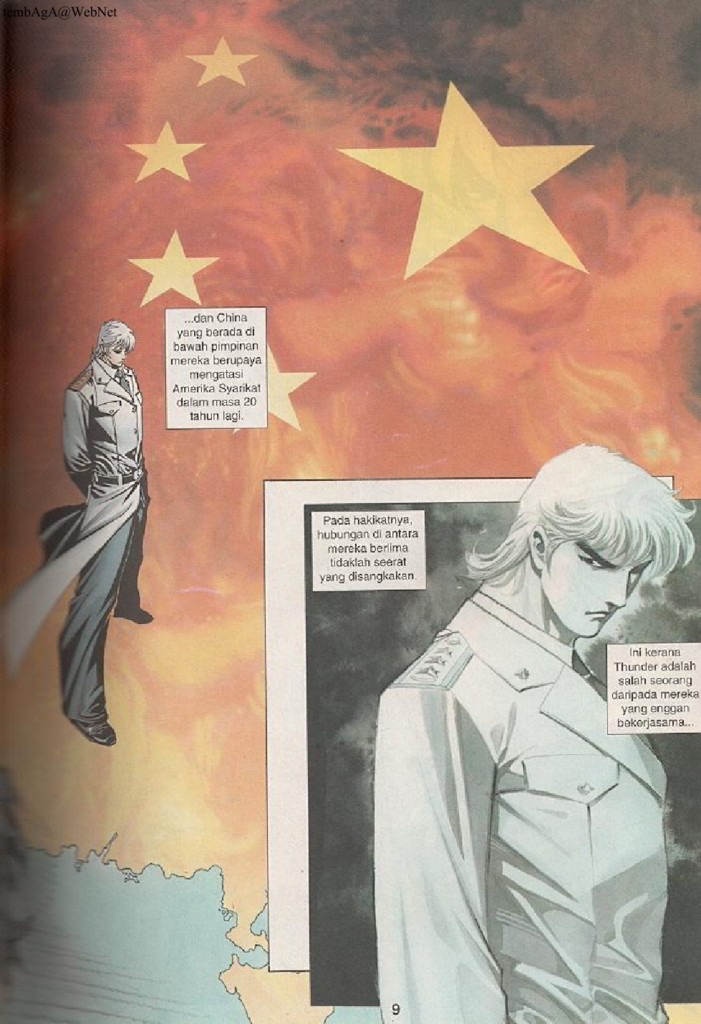 tembAgA@WebNet
...dan China
yang berada di
bawah pimpinan
mereka berupaya
mengatasi
Amerika Syarikat
dalam masa 20
tahun lagi.
Pada hakikatnya,
hubungan di antara
mereka berlima
tidaklah seerat
yang disangkakan.
Ini kerana
Thunder adalah
salah seorang
daripada mereka
yang enggan
bekerjasama...
9